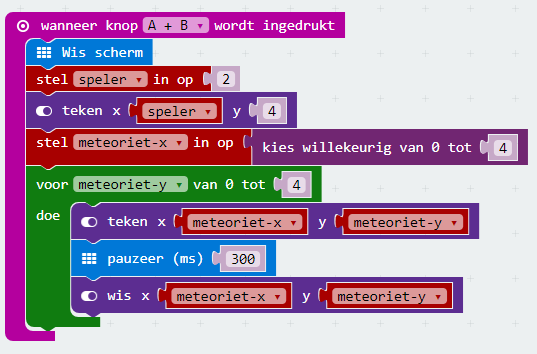 wanneer knop A + B wordt ingedrukt
Wis scherm
stel speler in op 2
teken x speler y 4
stel meteoriet-x in op kies willekeurig van 0 tot 4
voor meteoriet-y van 0 tot 4
doe teken x meteoriet-x y meteoriet-y
pauzeer (ms) 300
wis x meteoriet-x y meteoriet-y